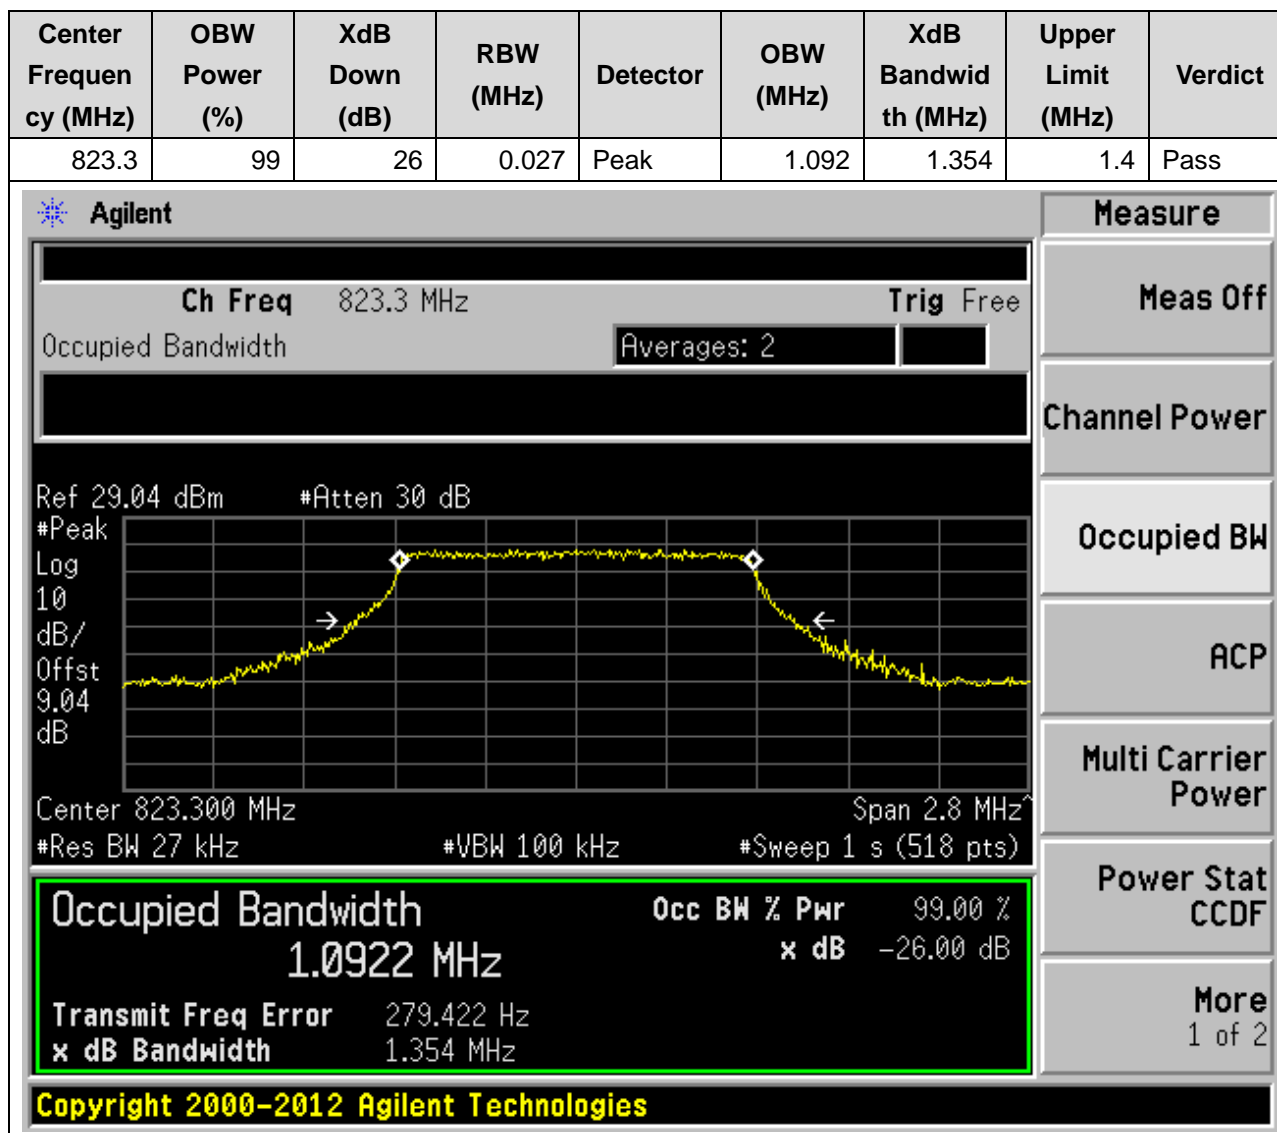 Center Frequen cy (MHz)
OBW Power (%)
XdB Down (dB)
RBW (MHz)
Detector
OBW (MHz)
XdB Bandwid th (MHz)
Upper Limit (MHz)
Verdict
823.3 99 26 0.027 Peak 1.092 1.354 1.4 Pass
Agilent
Measure
Ch Freq 823.3 MHz Trig Free
Occupied Bandwidth Averages: 2
Ref 29.04 dBm #Atten 30 dB
#Peak
Log
10
dB/
Offst
9.04
dB
Center 823.300 MHz Span 2.8 MHz^
#Res BW 27 kHz #VBW 100 kHz #Sweep 1 s (518 pts)
Occupied Bandwidth Occ BW % Pwr 99.00 %
1.0922 MHz x dB -26.00 dB
Transmit Freq Error 279.422 Hz
x dB Bandwidth 1.354 MHz
Copyright 2000-2012 Agilent Technologies
Meas Off
Channel Power
Occupied BW
ACP
Multi Carrier
Power
Power Stat
CCDF
More
1 of 2